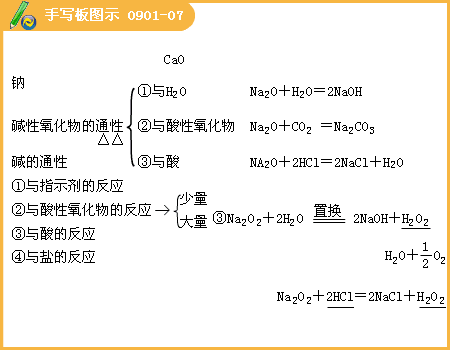 手写板图示 0901-07
CaO
钠
①与H₂O Na₂O＋H₂O＝2NaOH
碱性氧化物的通性 ②与酸性氧化物 Na₂O＋CO₂ ＝Na₂CO₃
△△
碱的通性 ③与酸 NA₂O＋2HCl＝2NaCl＋H₂O
①与指示剂的反应
②与酸性氧化物的反应→ 少量
大量 ③Na₂O₂＋2H₂O 置换 2NaOH＋H₂O₂
③与酸的反应
④与盐的反应 H₂O＋1/2O₂
Na₂O₂＋2HCl＝2NaCl＋H₂O₂